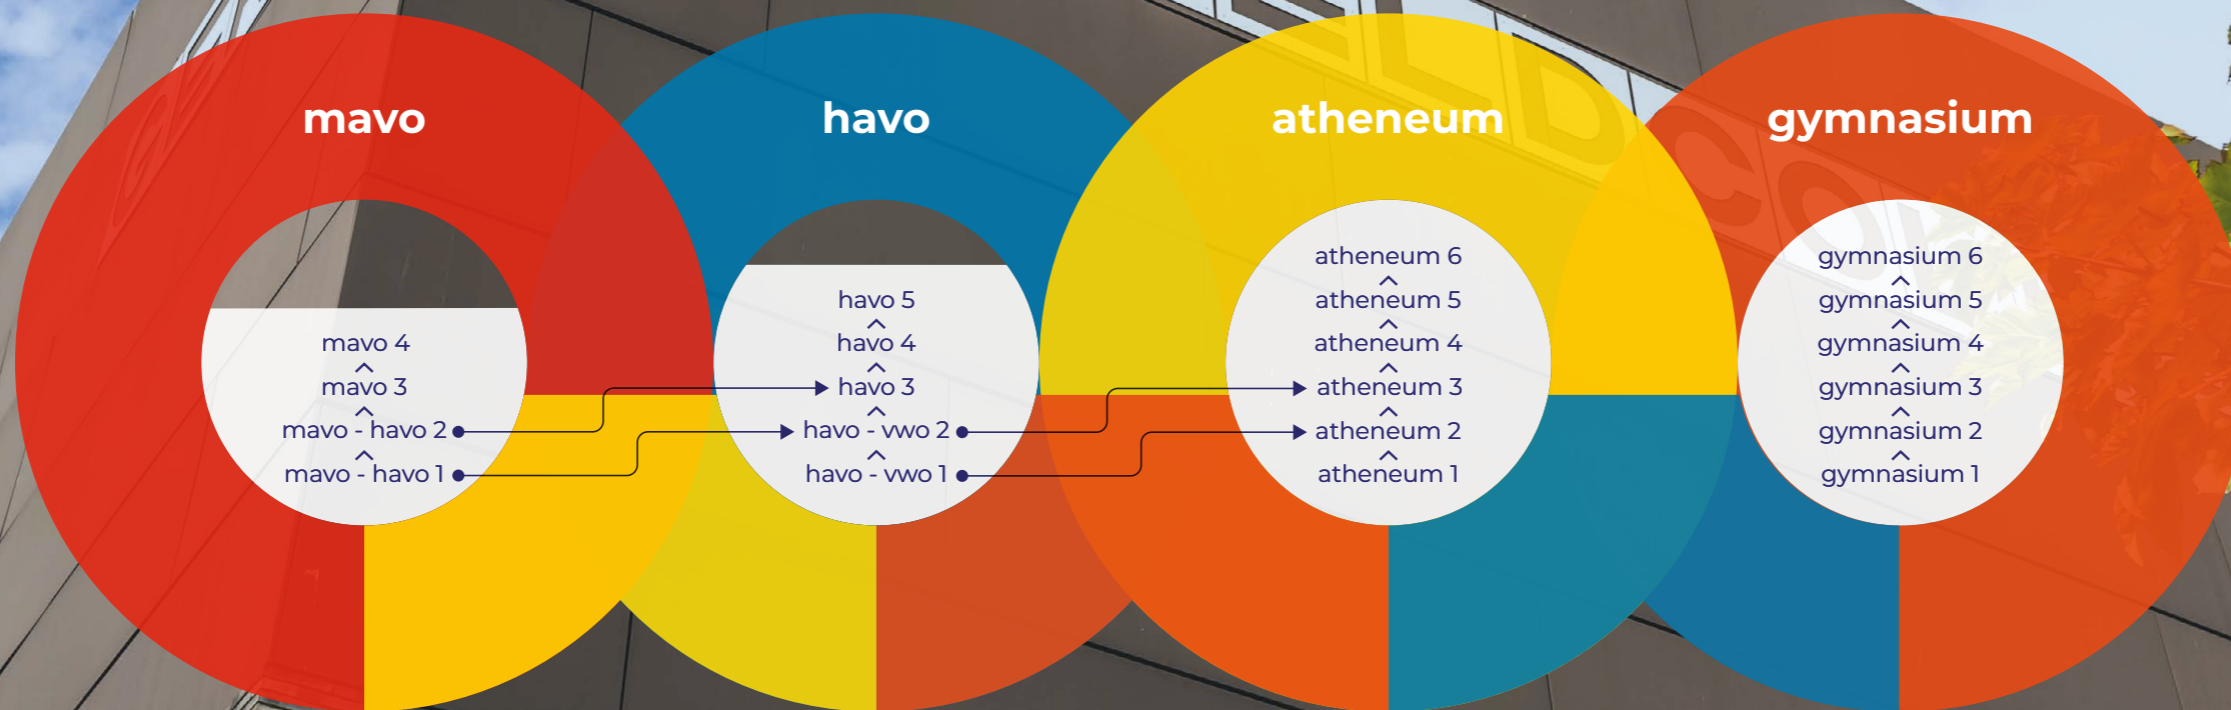 mavo
mavo 4
mavo 3
mavo - havo 2
mavo - havo 1
havo
havo 5
havo 4
havo 3
havo - vwo 2
havo - vwo 1
atheneum
atheneum 6
atheneum 5
atheneum 4
atheneum 3
atheneum 2
atheneum 1
gymnasium
gymnasium 6
gymnasium 5
gymnasium 4
gymnasium 3
gymnasium 2
gymnasium 1